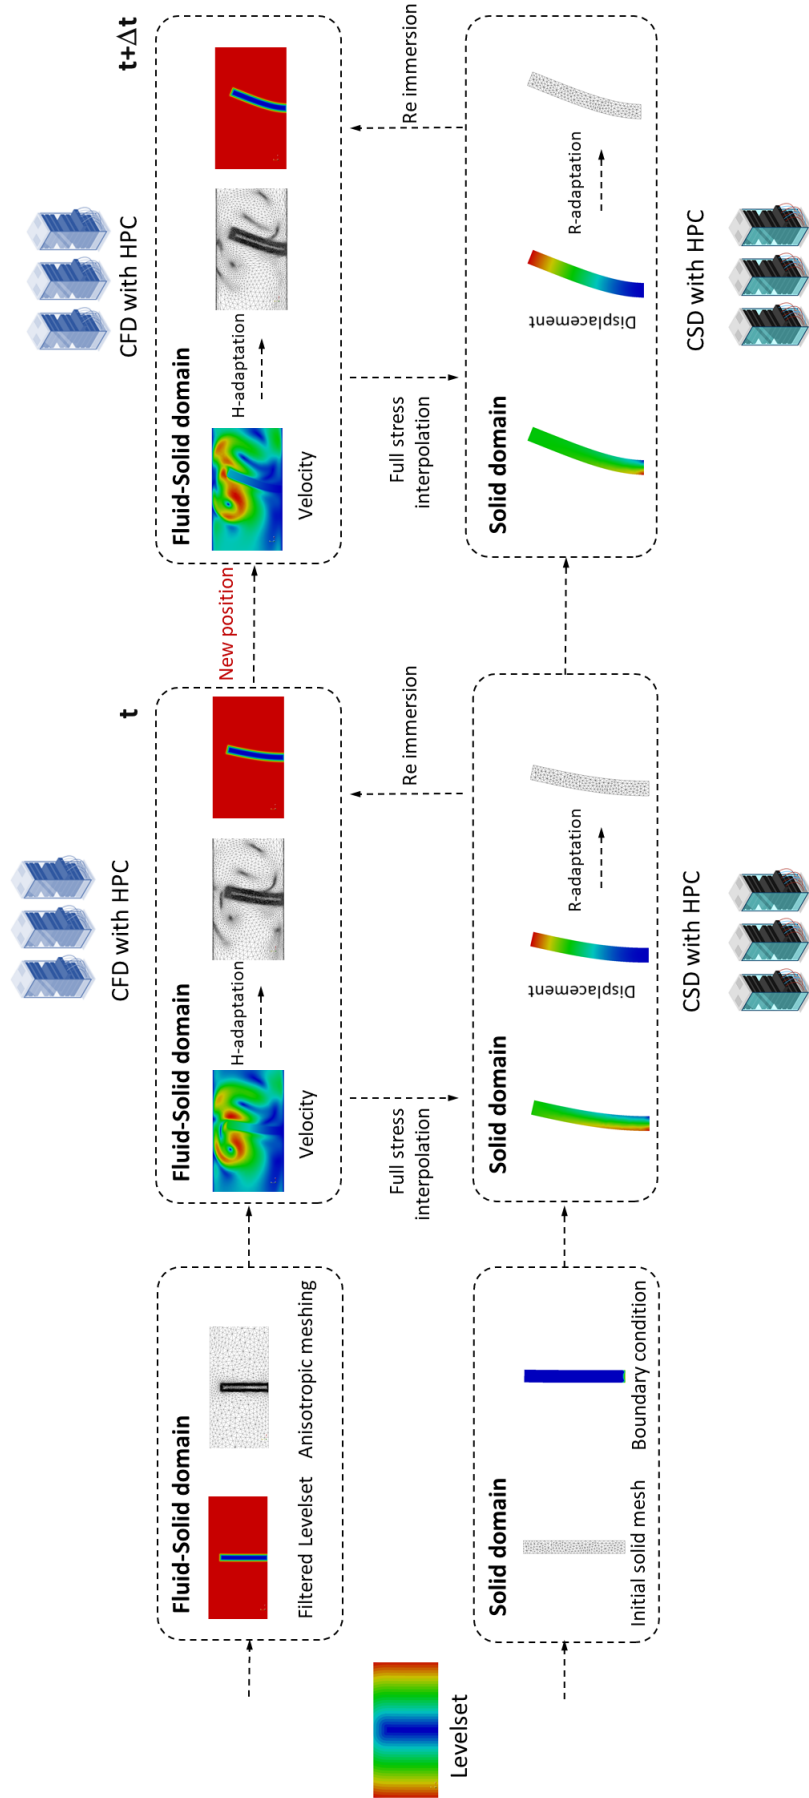 Levelset
Fluid-Solid domain
Filtered Levelset
Anisotropic meshing
Solid domain
Initial solid mesh
Boundary condition
CFD with HPC
t
Fluid-Solid domain
H-adaptation
Velocity
Full stress
interpolation
Re immersion
Solid domain
Displacement
R-adaptation
CSD with HPC
New position
CFD with HPC
t+Δt
Fluid-Solid domain
H-adaptation
Velocity
Full stress
interpolation
Re immersion
Solid domain
Displacement
R-adaptation
CSD with HPC